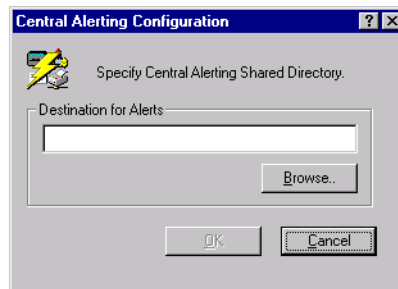 Central Alerting Configuration
Specify Central Alerting Shared Directory.
Destination for Alerts
Browse..
OK
Cancel